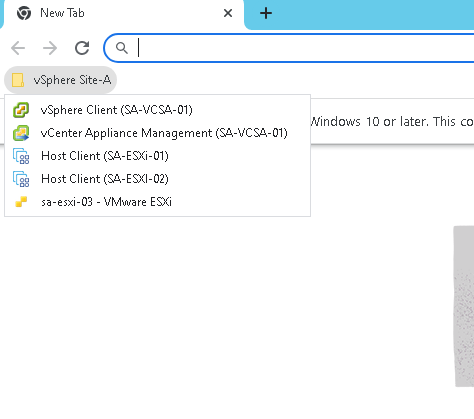 New Tab
vSphere Site-A
vSphere Client (SA-VCSA-01)
vCenter Appliance Management (SA-VCSA-01)
Host Client (SA-ESXi-01)
Host Client (SA-ESXI-02)
sa-esxi-03 - VMware ESXi
Windows 10 or later. This co